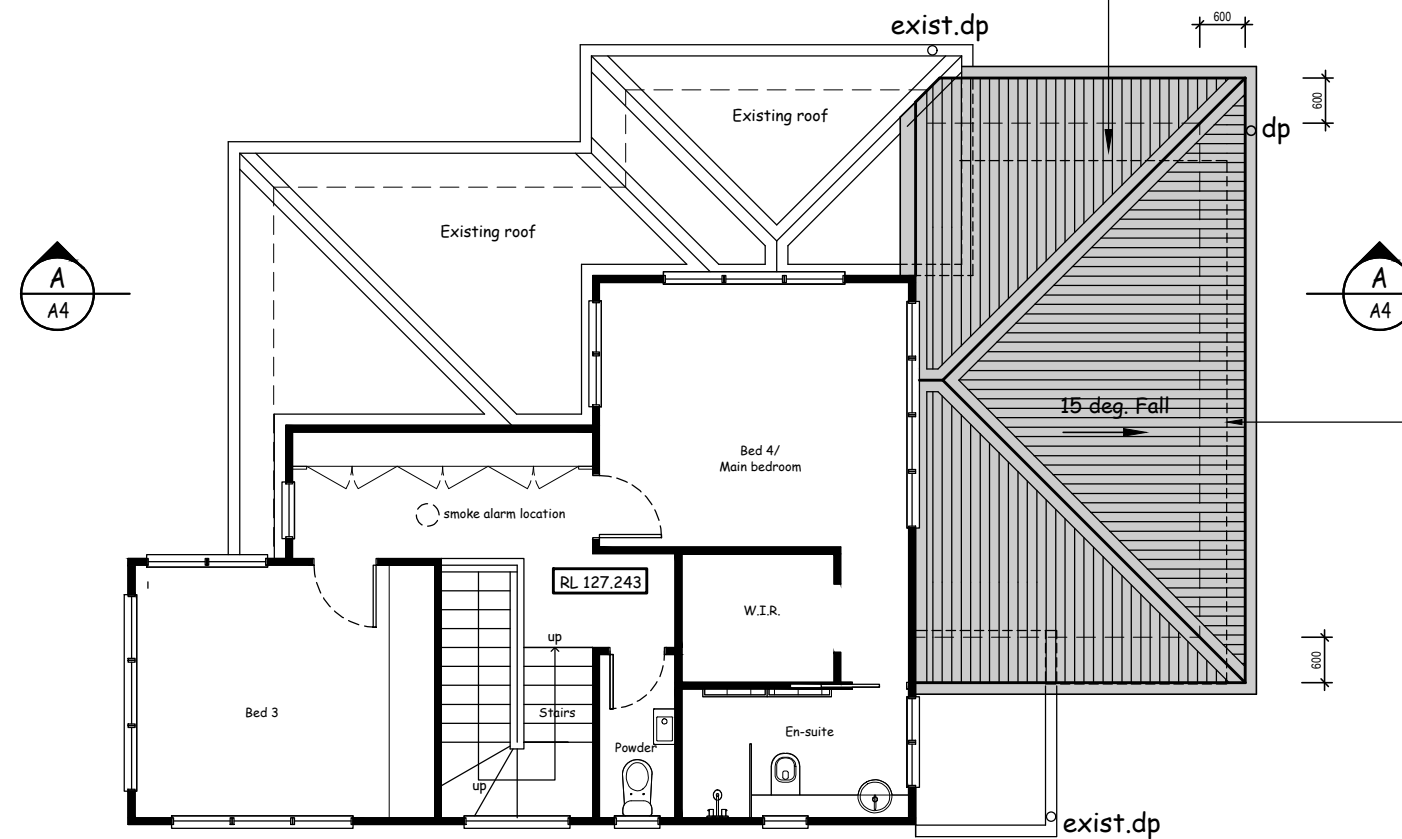 exist.dp
600
600
dp
Existing roof
Existing roof
A
A4
A
A4
15 deg. Fall
Bed 4/
Main bedroom
smoke alarm location
RL 127.243
W.I.R.
up
600
Bed 3
Stairs
En-suite
Powder
up
exist.dp